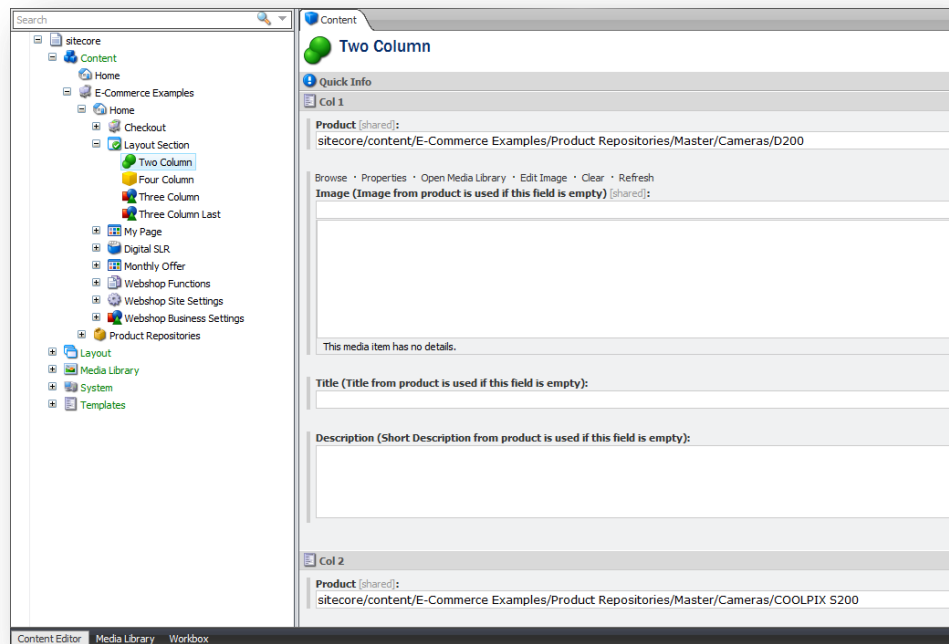 Search
sitecore
Content
Home
E-Commerce Examples
Home
Checkout
Layout Section
Two Column
Four Column
Three Column
Three Column Last
My Page
Digital SLR
Monthly Offer
Webshop Functions
Webshop Site Settings
Webshop Business Settings
Product Repositories
Layout
Media Library
System
Templates
Content
Two Column
Quick Info
Col 1
Product [shared]:
sitecore/content/E-Commerce Examples/Product Repositories/Master/Cameras/D200
Browse · Properties · Open Media Library · Edit Image · Clear · Refresh
Image (Image from product is used if this field is empty) [shared]:
This media item has no details.
Title (Title from product is used if this field is empty):
Description (Short Description from product is used if this field is empty):
Col 2
Product [shared]:
sitecore/content/E-Commerce Examples/Product Repositories/Master/Cameras/COOLPIX S200
Content Editor Media Library Workbox